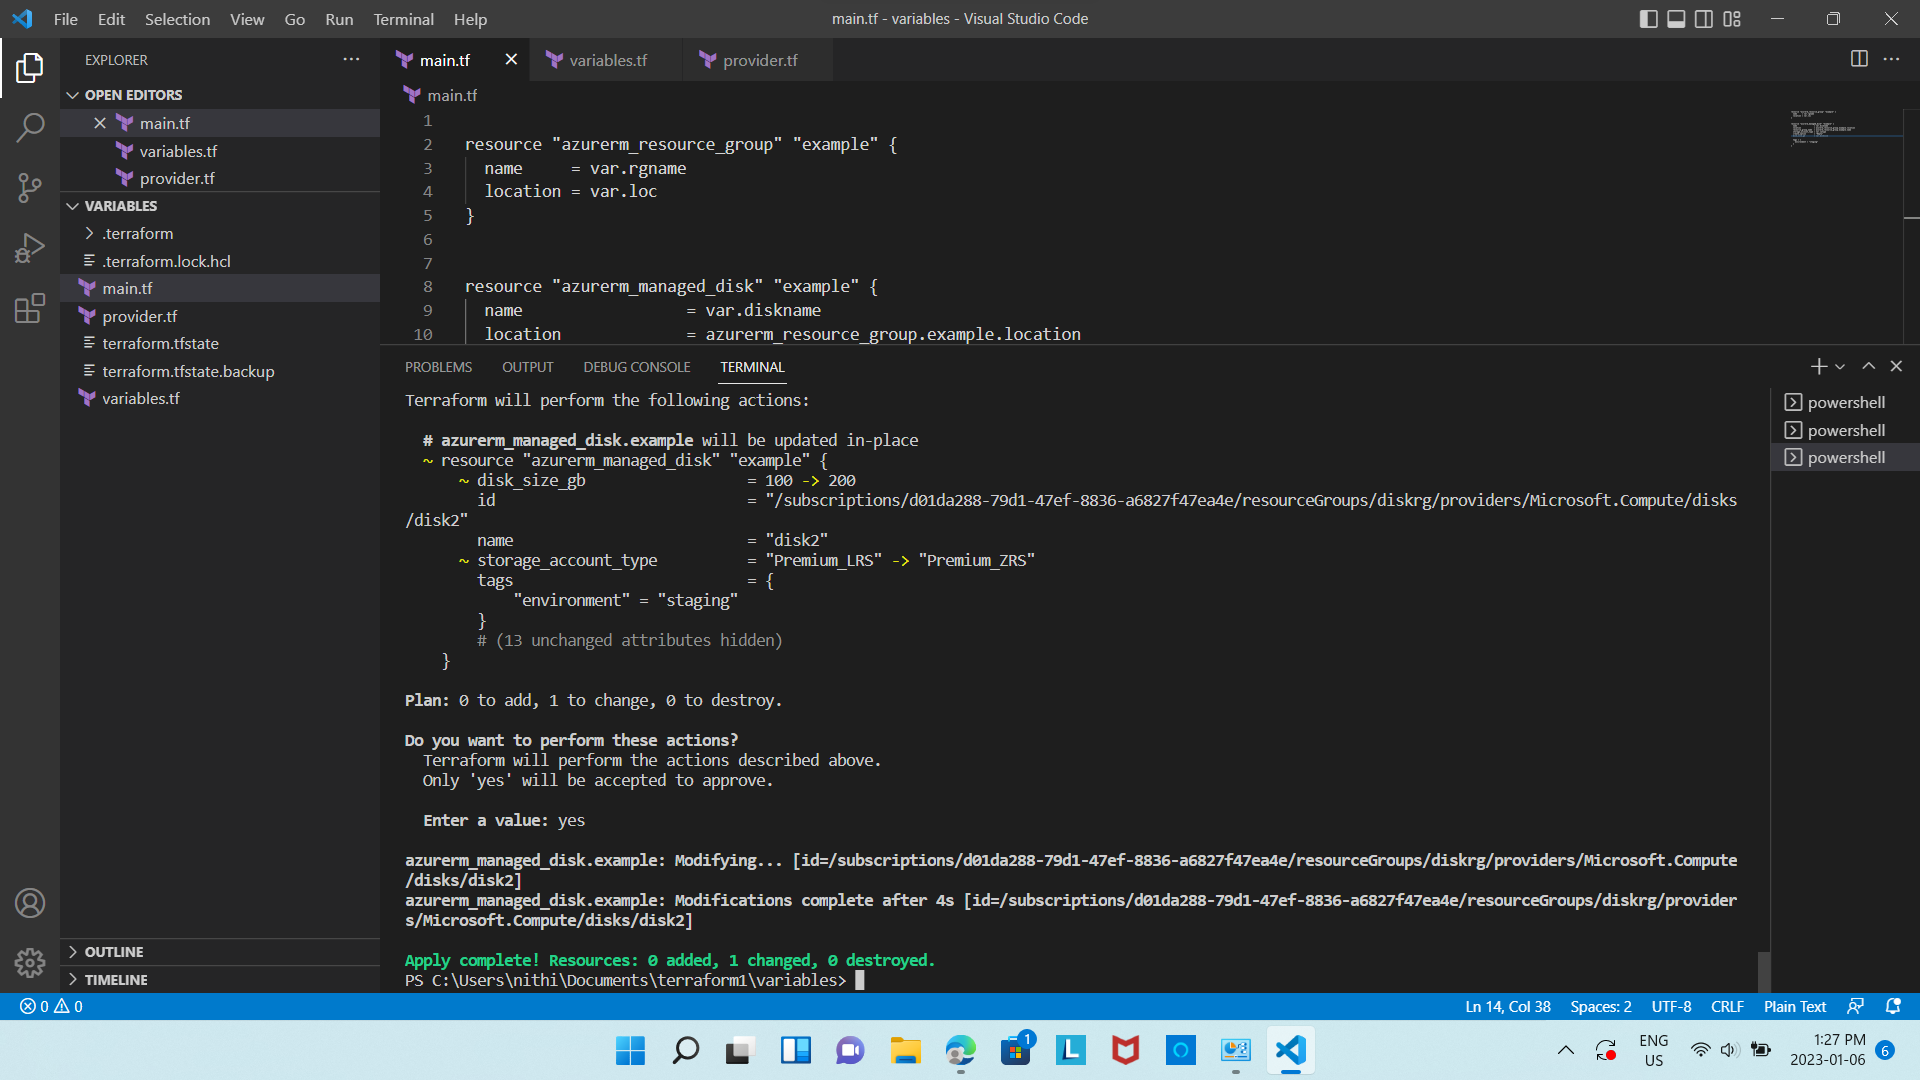 File Edit Selection View Go Run Terminal Help
main.tf - variables - Visual Studio Code
EXPLORER
OPEN EDITORS
main.tf
variables.tf
provider.tf
VARIABLES
.terraform
.terraform.lock.hcl
main.tf
provider.tf
terraform.tfstate
terraform.tfstate.backup
variables.tf
OUTLINE
TIMELINE
main.tf variables.tf provider.tf
main.tf
1
2 resource "azurerm_resource_group" "example" {
3 name = var.rgname
4 location = var.loc
5 }
6
7
8 resource "azurerm_managed_disk" "example" {
9 name = var.diskname
10 location = azurerm_resource_group.example.location
PROBLEMS OUTPUT DEBUG CONSOLE TERMINAL
Terraform will perform the following actions:
# azurerm_managed_disk.example will be updated in-place
~ resource "azurerm_managed_disk" "example" {
~ disk_size_gb = 100 -> 200
id = "/subscriptions/d01da288-79d1-47ef-8836-a6827f47ea4e/resourceGroups/diskrg/providers/Microsoft.Compute/disks
/disk2"
name = "disk2"
~ storage_account_type = "Premium_LRS" -> "Premium_ZRS"
tags = {
"environment" = "staging"
}
# (13 unchanged attributes hidden)
}
Plan: 0 to add, 1 to change, 0 to destroy.
Do you want to perform these actions?
Terraform will perform the actions described above.
Only 'yes' will be accepted to approve.
Enter a value: yes
azurerm_managed_disk.example: Modifying... [id=/subscriptions/d01da288-79d1-47ef-8836-a6827f47ea4e/resourceGroups/diskrg/providers/Microsoft.Compute
/disks/disk2]
azurerm_managed_disk.example: Modifications complete after 4s [id=/subscriptions/d01da288-79d1-47ef-8836-a6827f47ea4e/resourceGroups/diskrg/provider
s/Microsoft.Compute/disks/disk2]
Apply complete! Resources: 0 added, 1 changed, 0 destroyed.
PS C:\Users\nithi\Documents\terraform1\variables>
powershell
powershell
powershell
0 0
Ln 14, Col 38 Spaces: 2 UTF-8 CRLF Plain Text
1
L
ENG
US
1:27 PM
2023-01-06
6